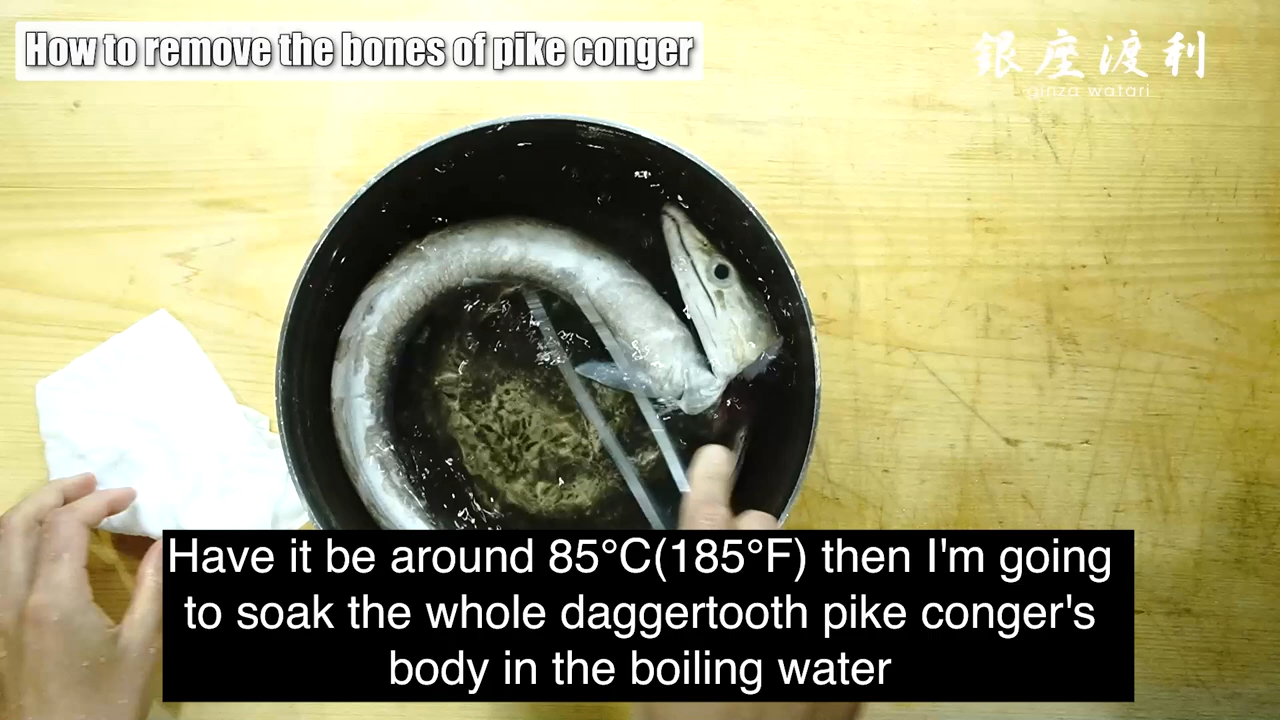 How to remove the bones of pike conger
銀座渡利
ginza watari
Have it be around 85°C(185°F) then I'm going
to soak the whole daggertooth pike conger's
body in the boiling water